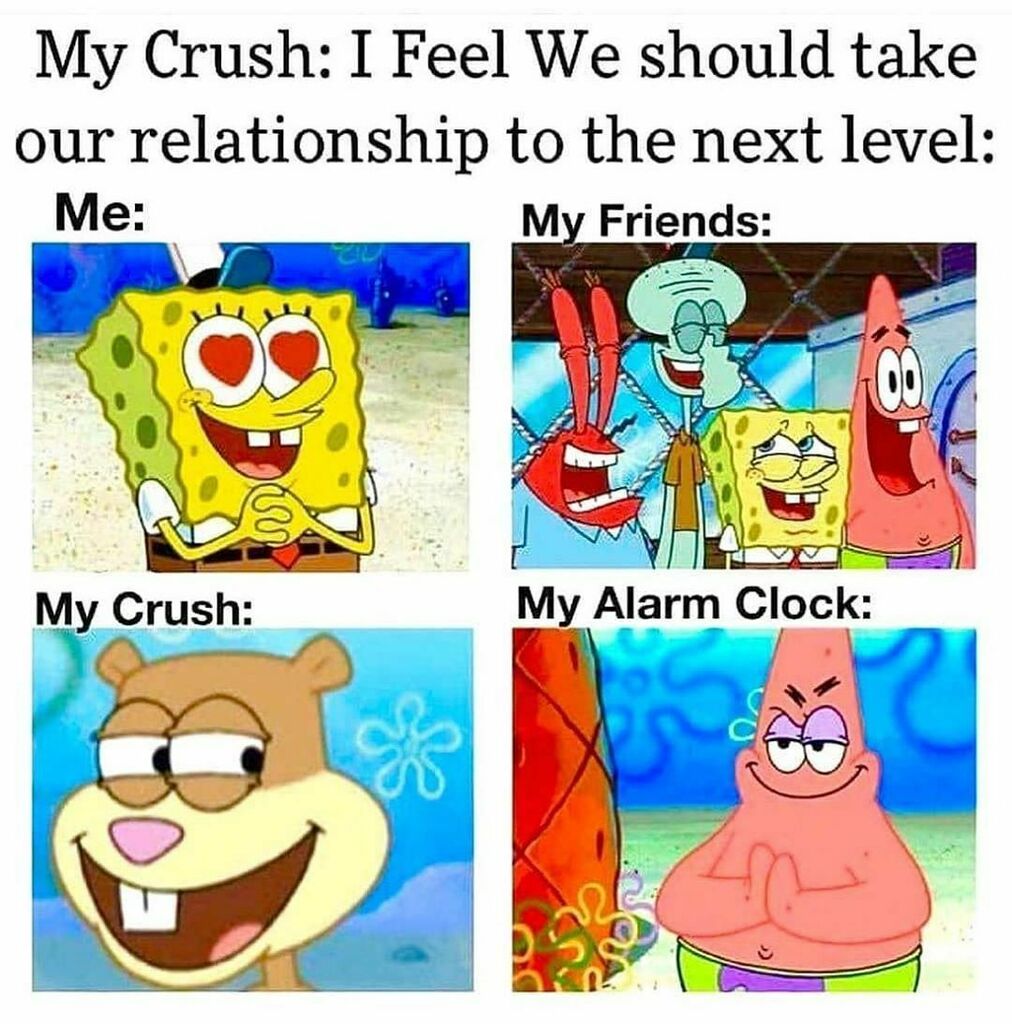 My Crush: I Feel We should take
our relationship to the next level:
Me:
My Friends:
My Crush:
My Alarm Clock: